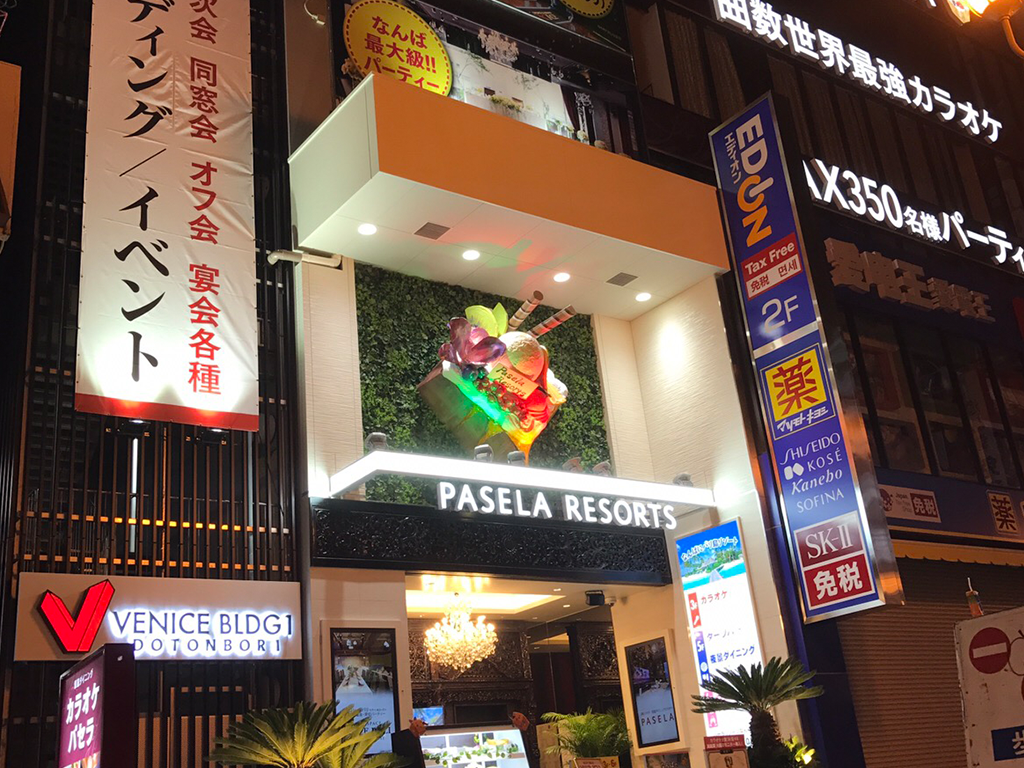 次会 同窓会 オフ会 宴会各種
ディング/イベント
なんば
最大級!!
パーティー
曲数世界最強カラオケ
AX350名様パーティ
EDION
エディオン
Tax Free
免税 면세
2F
薬
マツモトキヨシ
SHISEIDO
KOSÉ
Kanebo
SOFINA
SK-II
免税
免税
薬
Pasela
PASELA RESORTS
VENICE BLDG1
DOTONBORI
カラオケ
パセラ
カラオケ
PASELA